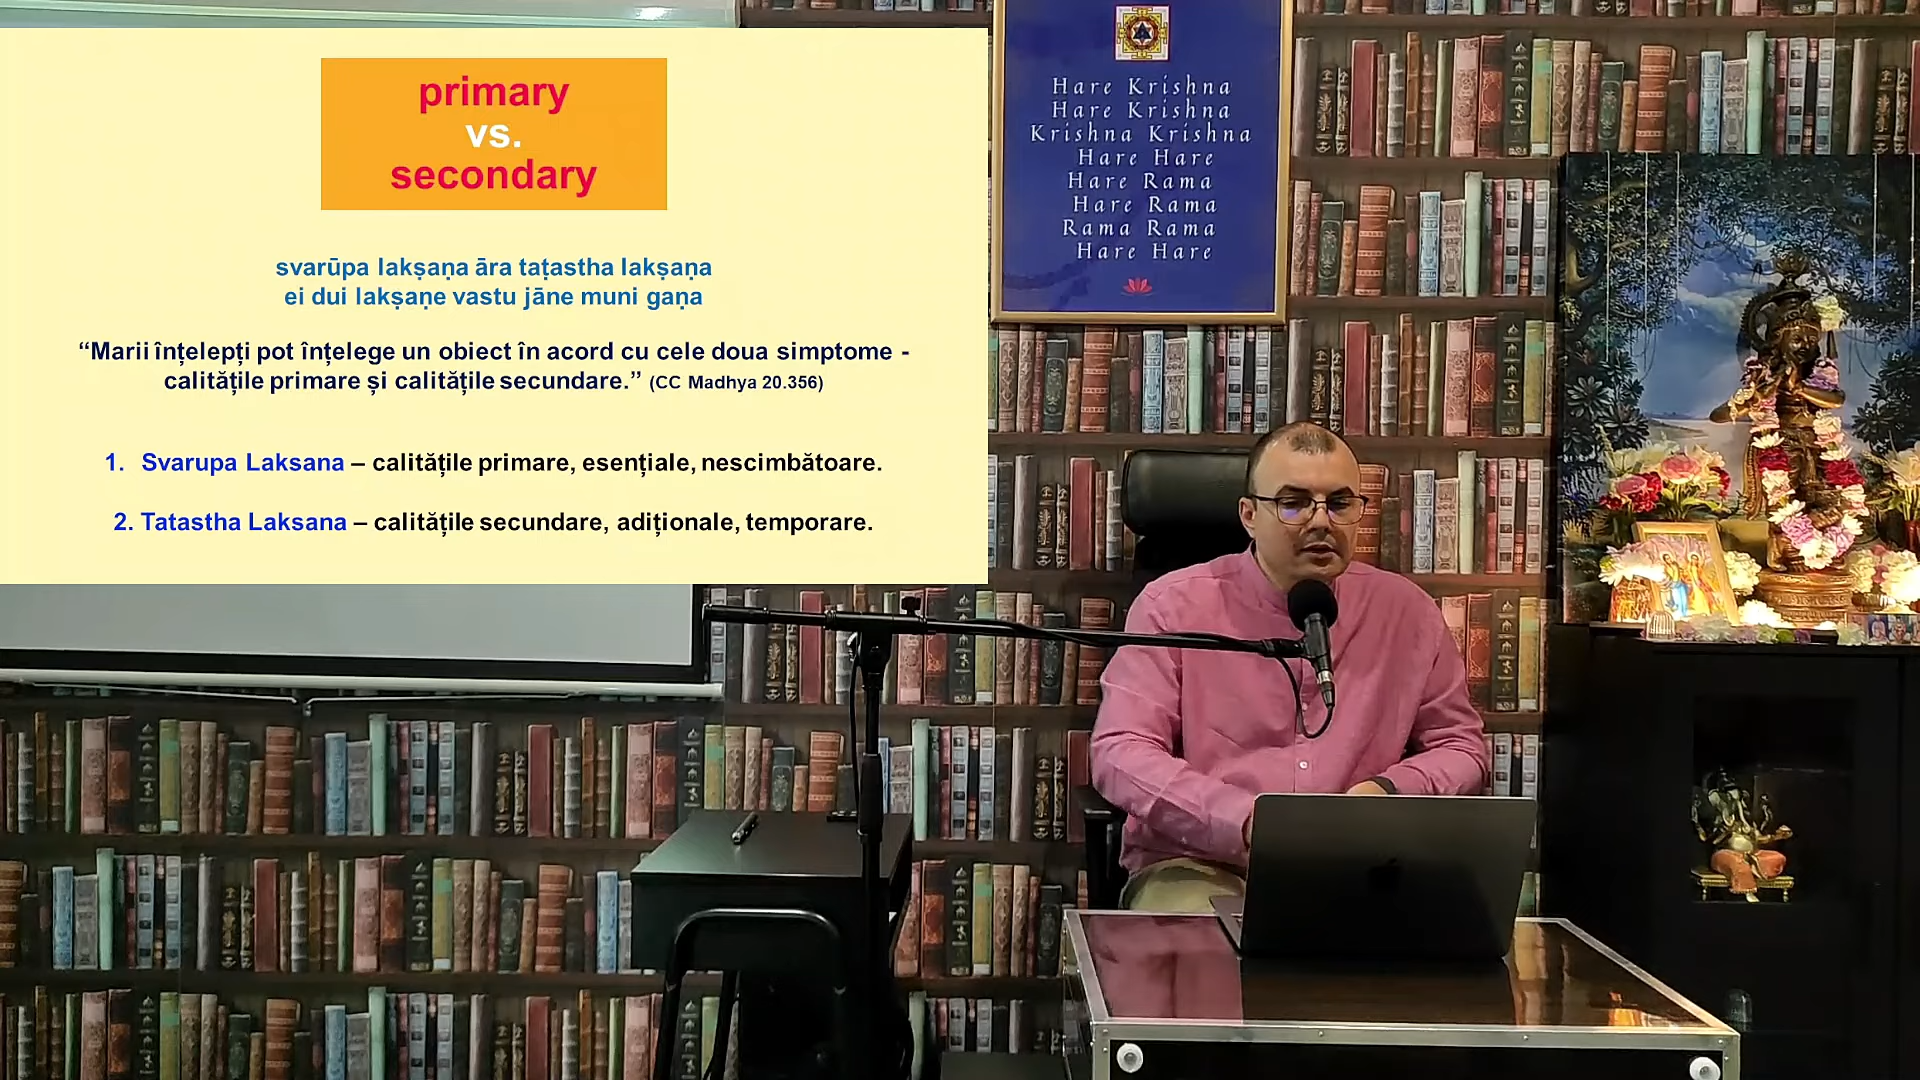 primary
vs.
secondary
svarūpa lakṣaṇa āra taṭastha lakṣaṇa
ei dui lakṣaṇe vastu jāne muni gaṇa
“Marii înțelepți pot înțelege un obiect în acord cu cele doua simptome -
calitățile primare și calitățile secundare.” (CC Madhya 20.356)
1. Svarupa Laksana – calitățile primare, esențiale, nescimbătoare.
2. Tatastha Laksana – calitățile secundare, adiționale, temporare.
Hare Krishna
Hare Krishna
Krishna Krishna
Hare Hare
Hare Rama
Hare Rama
Rama Rama
Hare Hare